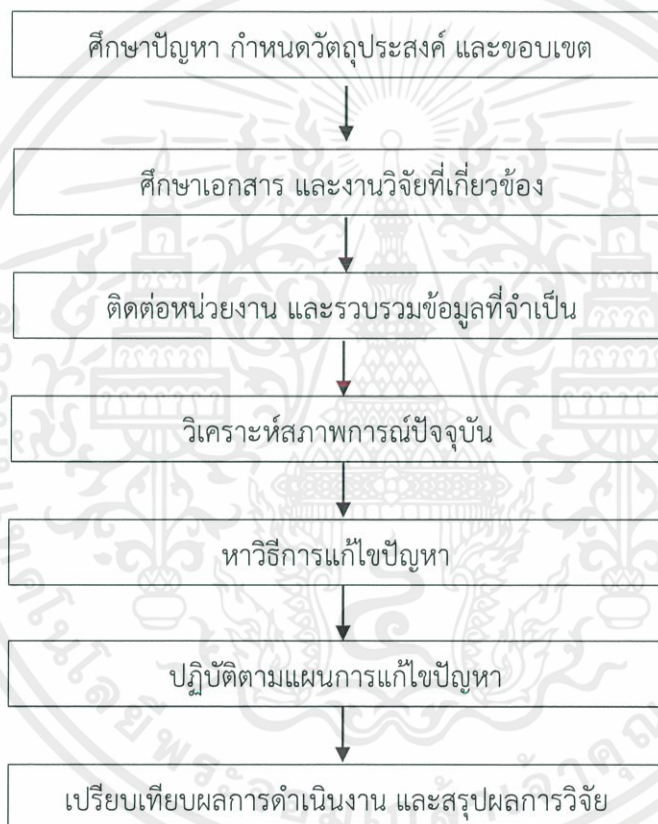 ศึกษาปัญหา กำหนดวัตถุประสงค์ และขอบเขต
ศึกษาเอกสาร และงานวิจัยที่เกี่ยวข้อง
ติดต่อหน่วยงาน และรวบรวมข้อมูลที่จำเป็น
วิเคราะห์สภาพการณ์ปัจจุบัน
หาวิธีการแก้ไขปัญหา
ปฏิบัติตามแผนการแก้ไขปัญหา
เปรียบเทียบผลการดำเนินงาน และสรุปผลการวิจัย